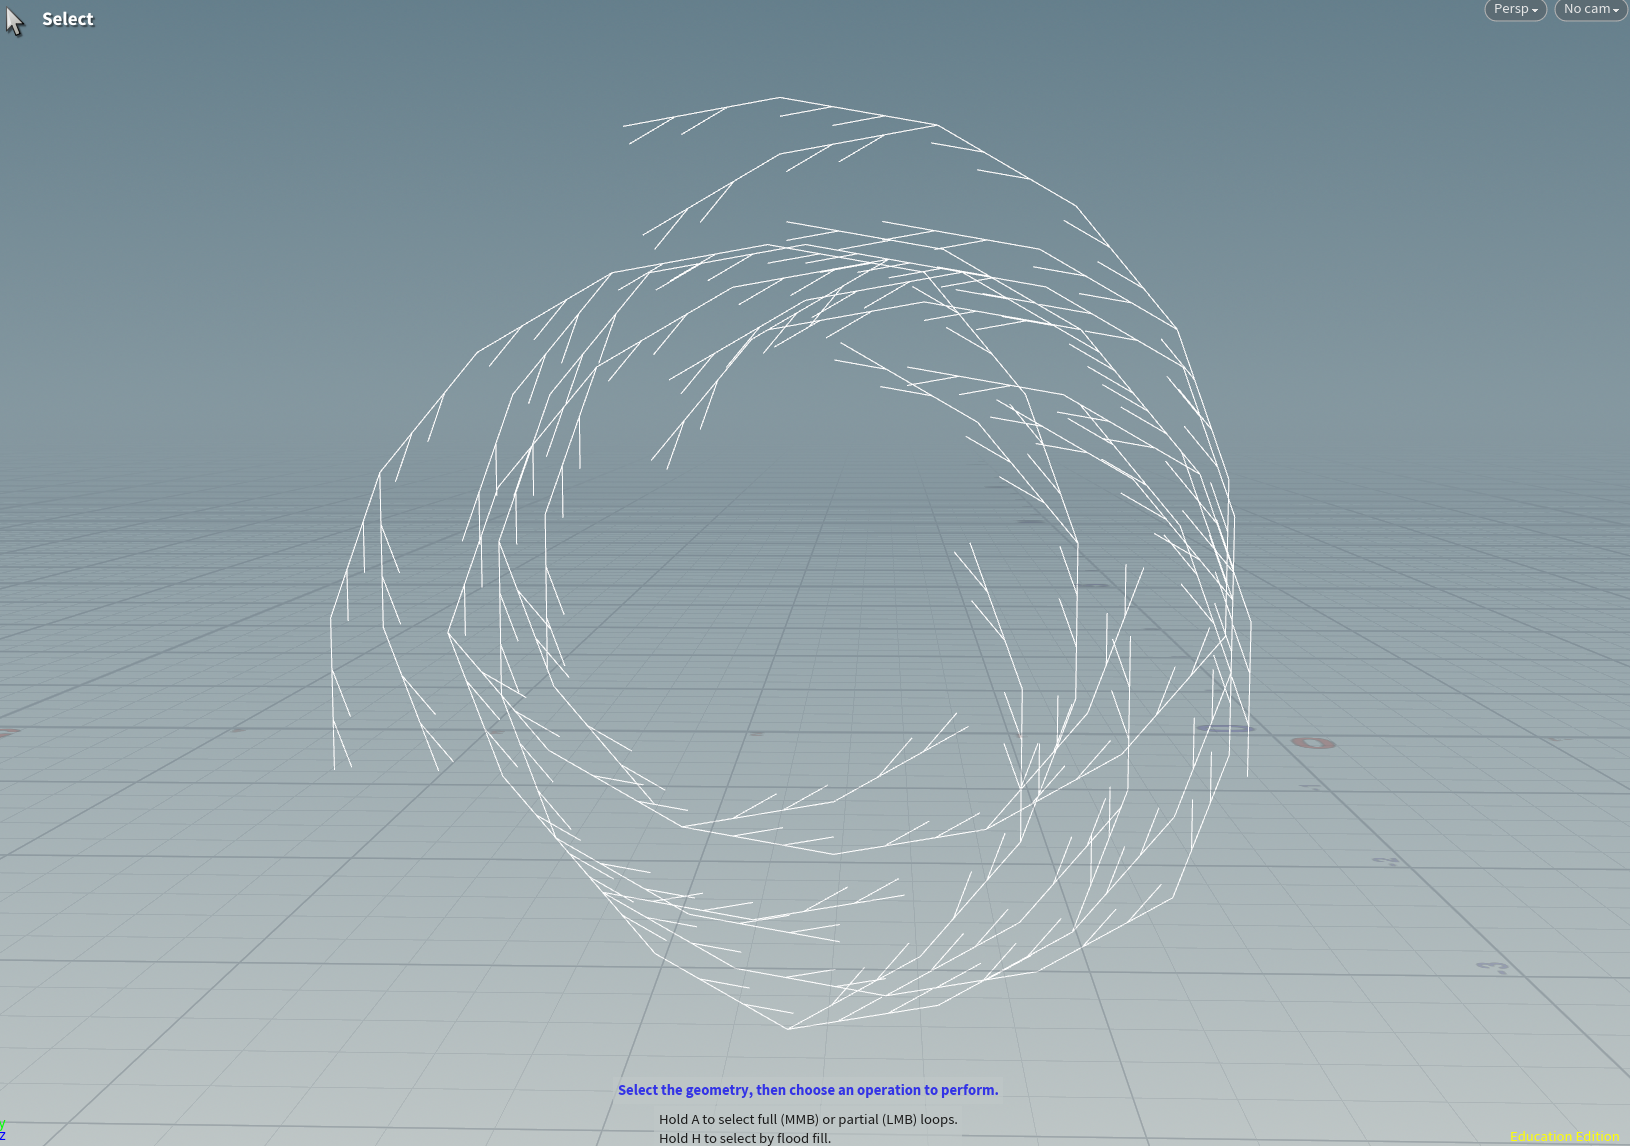 Select
Persp
No cam
Select the geometry, then choose an operation to perform.
Hold A to select full (MMB) or partial (LMB) loops.
Hold H to select by flood fill.
y
z
Education Edition